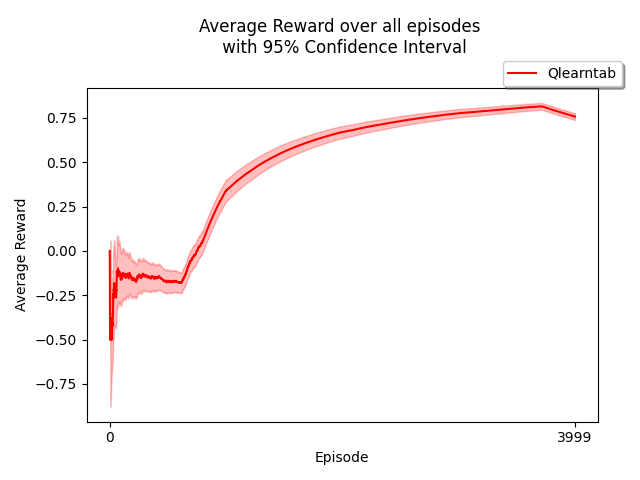 Average Reward over all episodes
with 95% Confidence Interval
Qlearntab
0.75
0.50
0.25
0.00
−0.25
−0.50
−0.75
Average Reward
0
3999
Episode